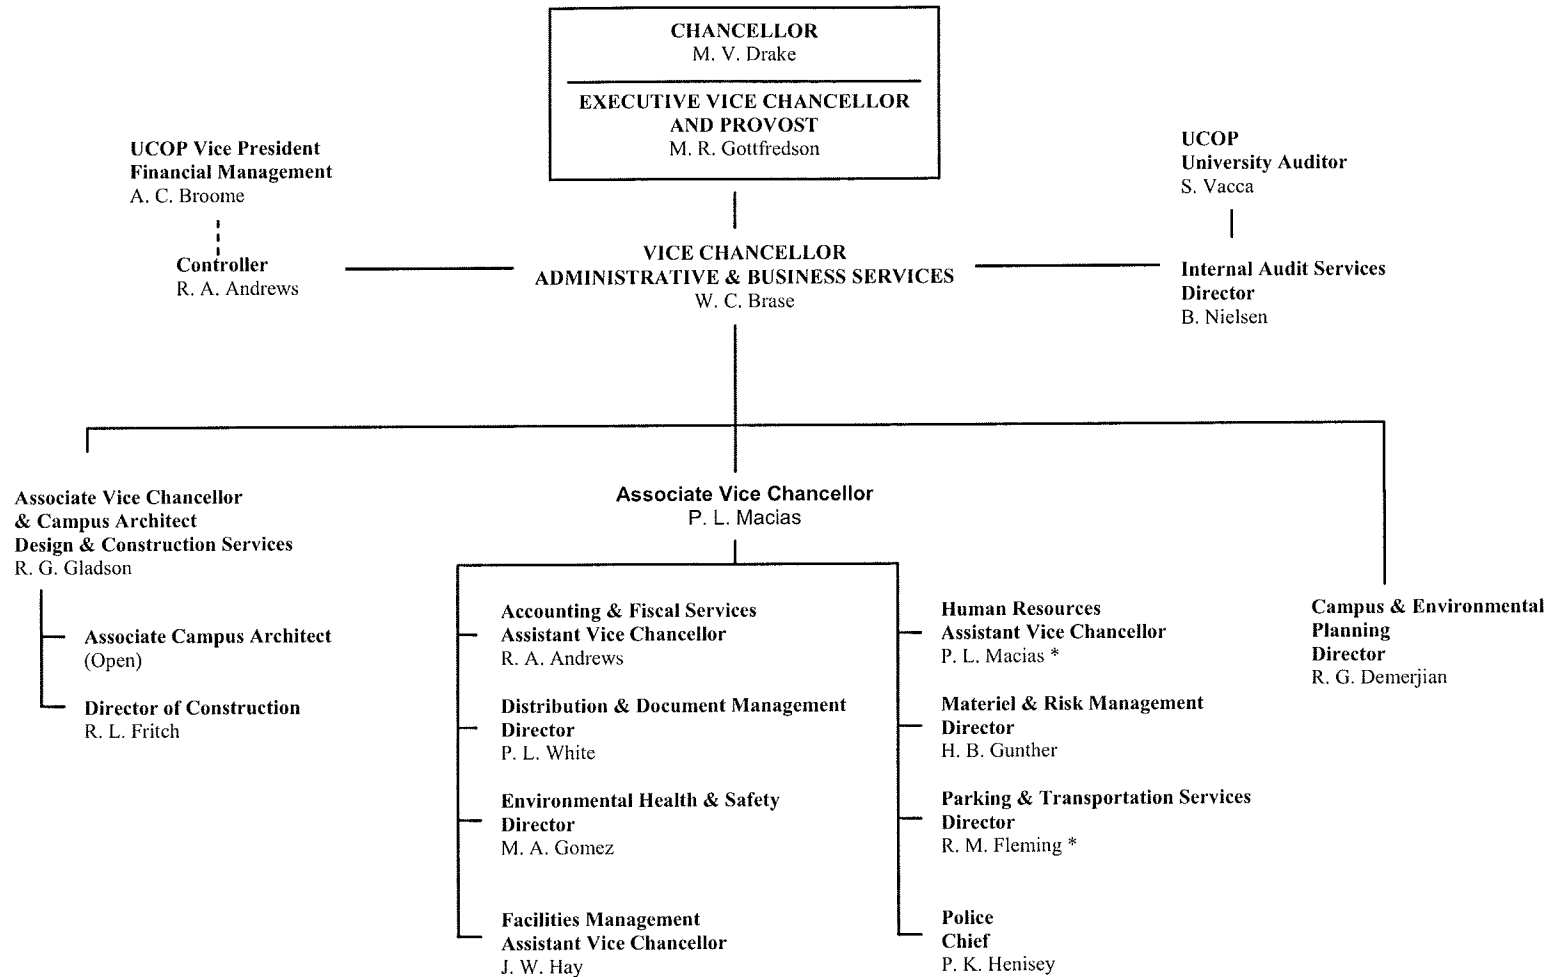 CHANCELLOR
M. V. Drake
EXECUTIVE VICE CHANCELLOR
AND PROVOST
M. R. Gottfredson
UCOP Vice President
Financial Management
A. C. Broome
UCOP
University Auditor
S. Vacca
Controller
R. A. Andrews
VICE CHANCELLOR
ADMINISTRATIVE & BUSINESS SERVICES
W. C. Brase
Internal Audit Services
Director
B. Nielsen
Associate Vice Chancellor
& Campus Architect
Design & Construction Services
R. G. Gladson
Associate Campus Architect
(Open)
Director of Construction
R. L. Fritch
Associate Vice Chancellor
P. L. Macias
Accounting & Fiscal Services
Assistant Vice Chancellor
R. A. Andrews
Distribution & Document Management
Director
P. L. White
Environmental Health & Safety
Director
M. A. Gomez
Facilities Management
Assistant Vice Chancellor
J. W. Hay
Human Resources
Assistant Vice Chancellor
P. L. Macias *
Materiel & Risk Management
Director
H. B. Gunther
Parking & Transportation Services
Director
R. M. Fleming *
Police
Chief
P. K. Henisey
Campus & Environmental
Planning
Director
R. G. Demerjian